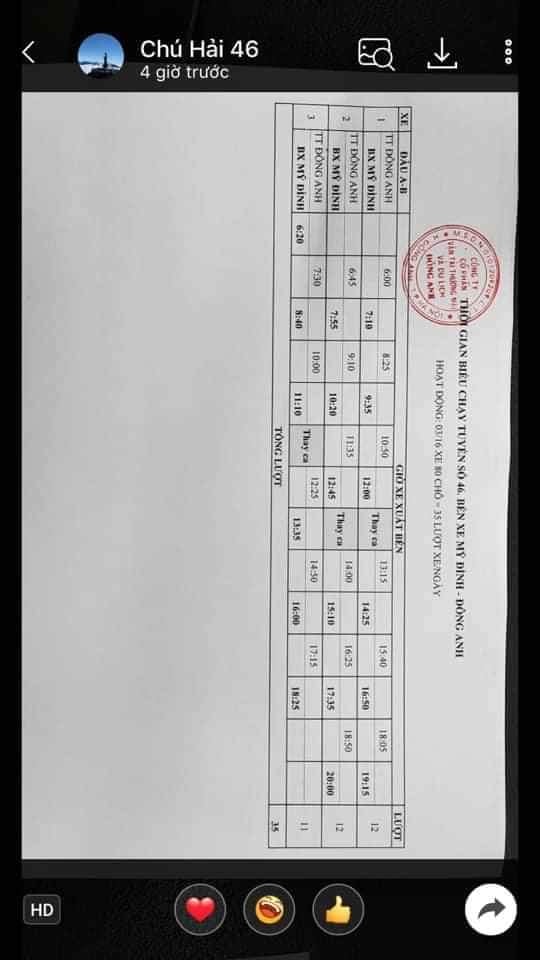 Chú Hải 46
4 giờ trước
THỜI GIAN BIỂU CHẠY TUYẾN SỐ 46. BẾN XE MỸ ĐÌNH - ĐÔNG ANH
HOẠT ĐỘNG: 03/16 XE 80 CHỖ = 35 LƯỢT XE/NGÀY
CÔNG TY
CỔ PHẦN
VẬN TẢI THƯƠNG MẠI
VÀ DU LỊCH
ĐÔNG ANH
XE ĐẦU A-B GIỜ XE XUẤT BẾN LƯỢT
1 TT ĐÔNG ANH 6:00 8:25 10:50 Thay ca 13:15 15:40 18:05 12
BX MỸ ĐÌNH 7:10 9:35 12:00 14:25 16:50 19:15
2 TT ĐÔNG ANH 6:45 9:10 11:35 Thay ca 14:00 16:25 18:50 12
BX MỸ ĐÌNH 7:55 10:20 12:45 15:10 17:35 20:00
3 TT ĐÔNG ANH 7:30 10:00 Thay ca 12:25 14:50 17:15 11
BX MỸ ĐÌNH 6:20 8:40 11:10 13:35 16:00 18:25
TỔNG LƯỢT 35
HD